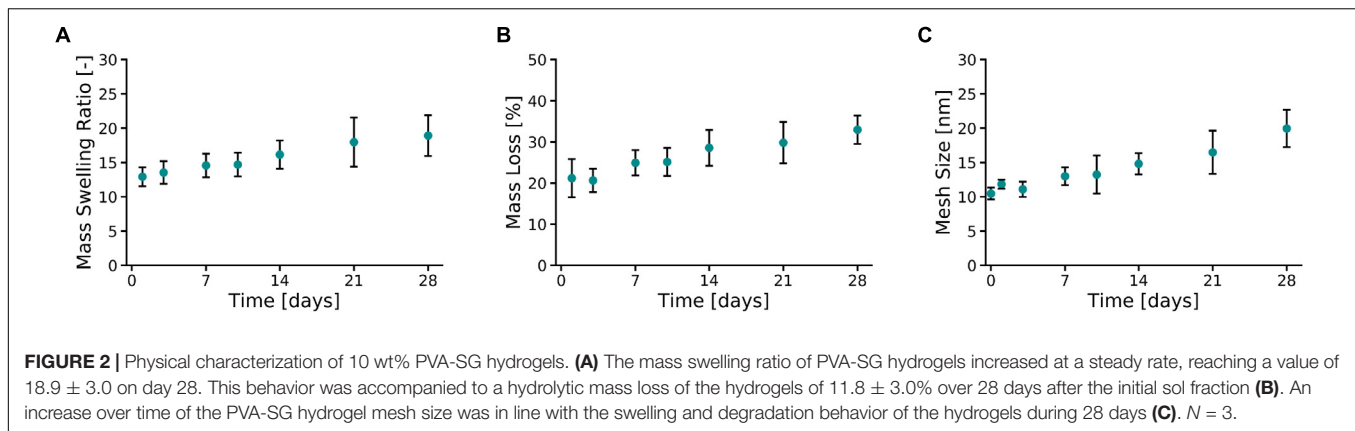 A
B
C
Mass Swelling Ratio [-]
30
25
20
15
10
5
0
0 7 14 21 28
Time [days]
Mass Loss [%]
50
40
30
20
10
0
0 7 14 21 28
Time [days]
Mesh Size [nm]
30
25
20
15
10
5
0
0 7 14 21 28
Time [days]
FIGURE 2 | Physical characterization of 10 wt% PVA-SG hydrogels. (A) The mass swelling ratio of PVA-SG hydrogels increased at a steady rate, reaching a value of
18.9 ± 3.0 on day 28. This behavior was accompanied to a hydrolytic mass loss of the hydrogels of 11.8 ± 3.0% over 28 days after the initial sol fraction (B). An
increase over time of the PVA-SG hydrogel mesh size was in line with the swelling and degradation behavior of the hydrogels during 28 days (C). N = 3.